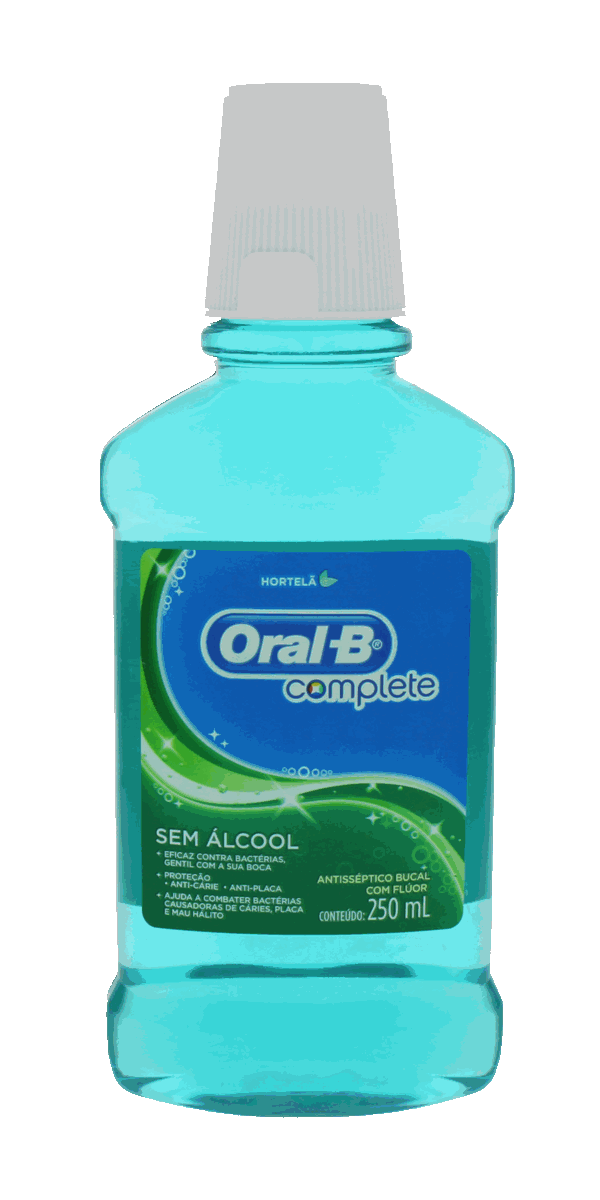 HORTELÃ
Oral-B®
complete
SEM ÁLCOOL
+ EFICAZ CONTRA BACTÉRIAS,
GENTIL COM A SUA BOCA
+ PROTEÇÃO
• ANTI-CÁRIE • ANTI-PLACA
+ AJUDA A COMBATER BACTÉRIAS
CAUSADORAS DE CÁRIES, PLACA
E MAU HÁLITO
ANTISSÉPTICO BUCAL
COM FLÚOR
CONTEÚDO: 250 mL